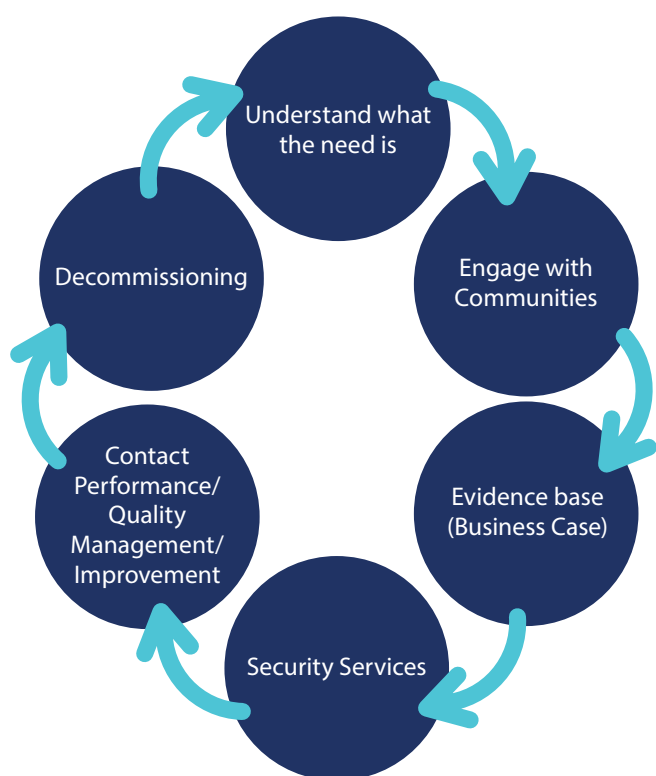 Understand what
the need is
Engage with
Communities
Evidence base
(Business Case)
Security Services
Contact
Performance/
Quality
Management/
Improvement
Decommissioning